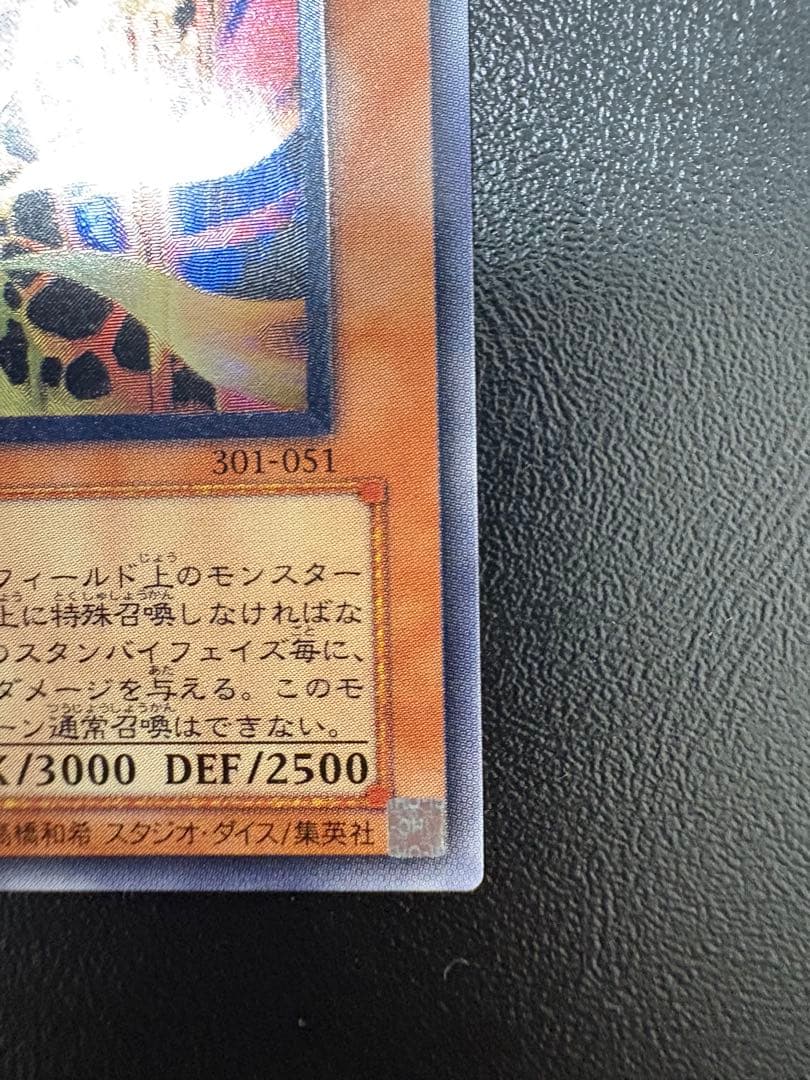 301-051
フィールド上のモンスター
上に特殊召喚しなければな
のスタンバイフェイズ毎に、
ダメージを与える。このモ
ーン通常召喚はできない。
K/3000 DEF/2500
高橋和希 スタジオ・ダイス/集英社